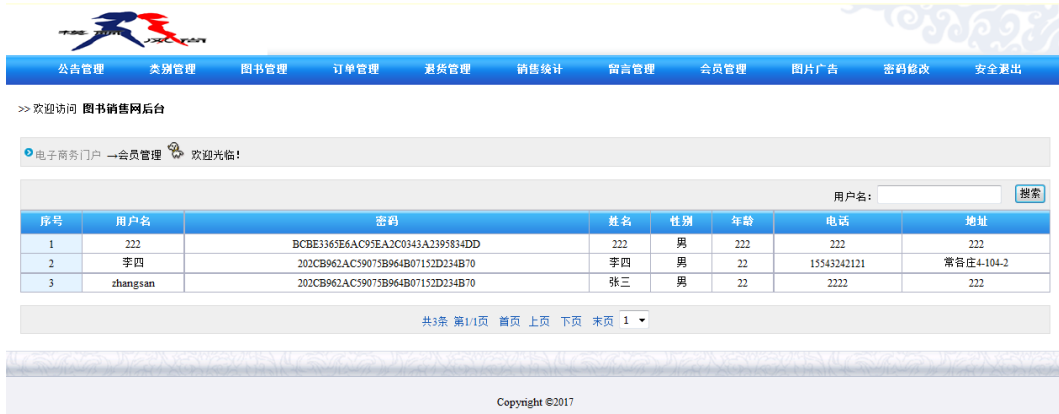 公告管理 类别管理 图书管理 订单管理 退货管理 销售统计 留言管理 会员管理 图片广告 密码修改 安全退出
>> 欢迎访问 图书销售网后台
电子商务门户 →会员管理 欢迎光临!
用户名: 搜索
序号 用户名 密码 姓名 性别 年龄 电话 地址
1 222 BCBE3365E6AC95EA2C0343A2395834DD 222 男 222 222 222
2 李四 202CB962AC59075B964B07152D234B70 李四 男 22 15543242121 常各庄4-104-2
3 zhangsan 202CB962AC59075B964B07152D234B70 张三 男 22 2222 222
共3条 第1/1页 首页 上页 下页 末页 1
Copyright ©2017